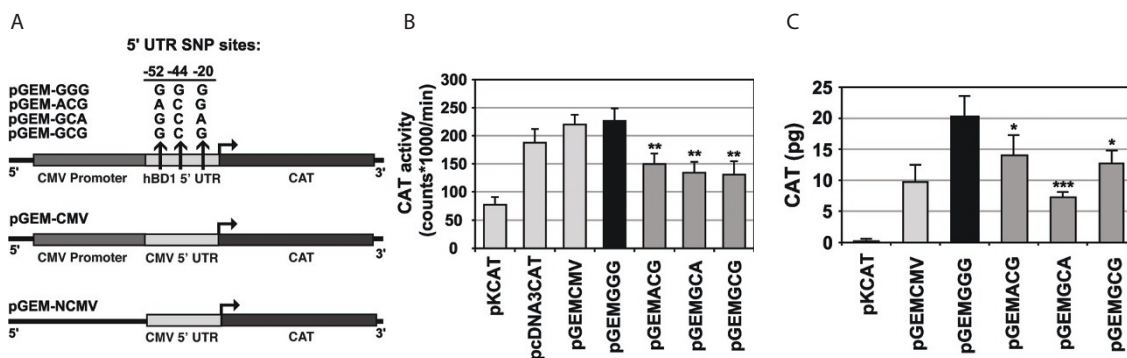 A
5' UTR SNP sites:
-52 -44 -20
pGEM-GGG G G G
pGEM-ACG A C G
pGEM-GCA G C A
pGEM-GCG G C G
5' 3'
CMV Promoter hBD1 5' UTR CAT
pGEM-CMV
5' 3'
CMV Promoter CMV 5' UTR CAT
pGEM-NCMV
5' 3'
CMV 5' UTR CAT
B
CAT activity
(counts*1000/min)
300
250
200
150
100
50
0
** ** **
pKCAT
pcDNA3CAT
pGEMCMV
pGEMGGG
pGEMACG
pGEMGCA
pGEMGCG
C
CAT (pg)
25
20
15
10
5
0
* *** *
pKCAT
pGEMCMV
pGEMGGG
pGEMACG
pGEMGCA
pGEMGCG